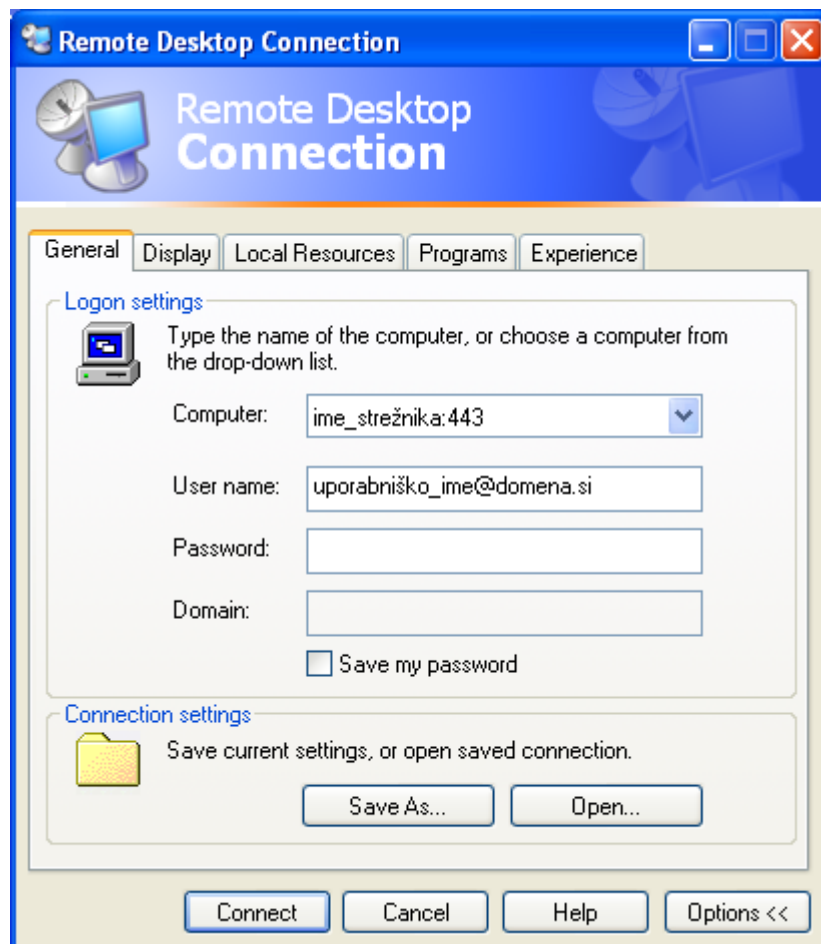 Remote Desktop Connection
Remote Desktop
Connection
General Display Local Resources Programs Experience
Logon settings
Type the name of the computer, or choose a computer from
the drop-down list.
Computer: ime_strežnika:443
User name: uporabniško_ime@domena.si
Password:
Domain:
Save my password
Connection settings
Save current settings, or open saved connection.
Save As... Open...
Connect Cancel Help Options <<